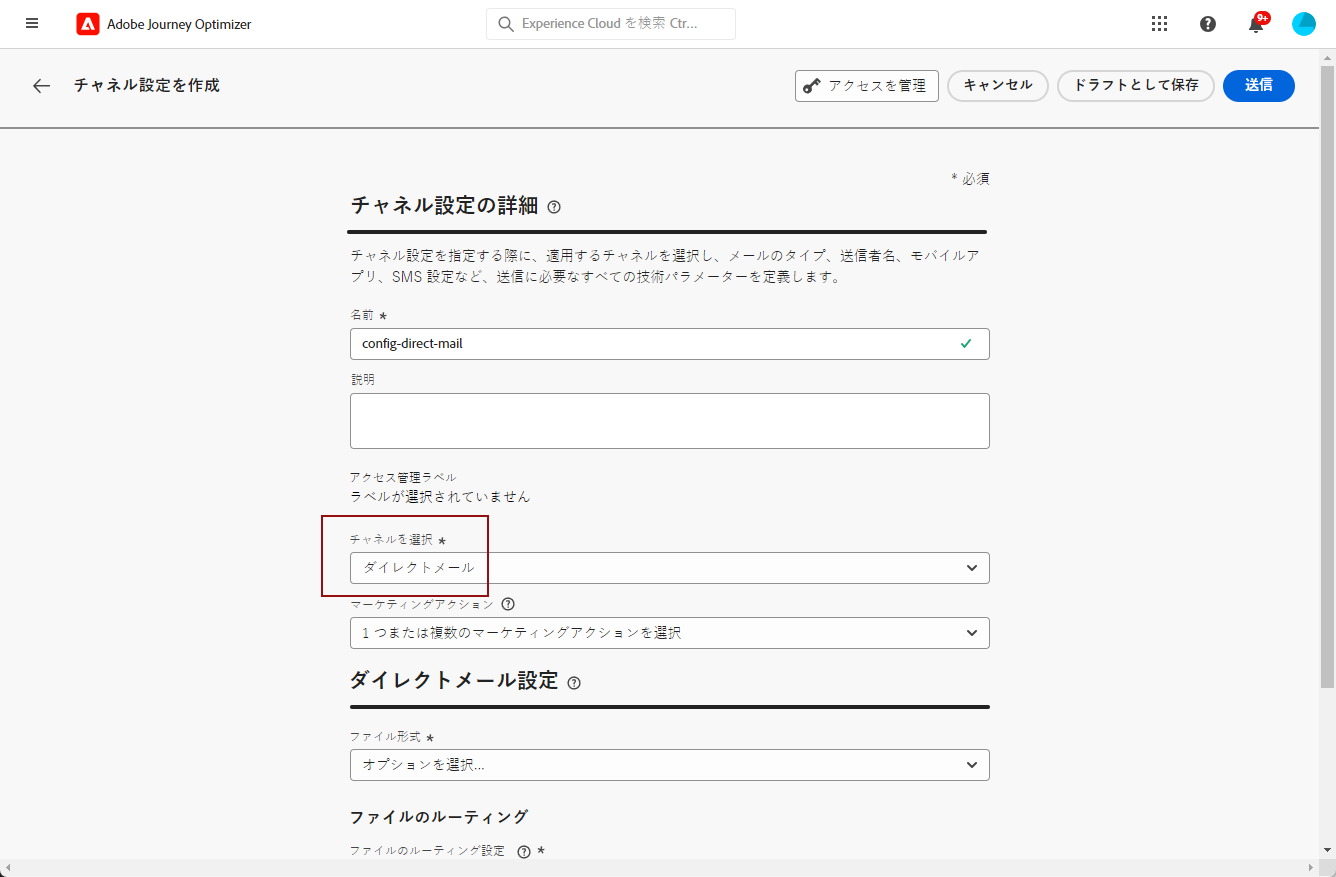 Adobe Journey Optimizer
Experience Cloud を検索 Ctr...
9+
チャネル設定を作成
アクセスを管理
キャンセル
ドラフトとして保存
送信
* 必須
チャネル設定の詳細
チャネル設定を指定する際に、適用するチャネルを選択し、メールのタイプ、送信者名、モバイルア
プリ、SMS 設定など、送信に必要なすべての技術パラメーターを定義します。
名前 *
config-direct-mail
説明
アクセス管理ラベル
ラベルが選択されていません
チャネルを選択 *
ダイレクトメール
マーケティングアクション
1 つまたは複数のマーケティングアクションを選択
ダイレクトメール設定
ファイル形式 *
オプションを選択...
ファイルのルーティング
ファイルのルーティング設定 *